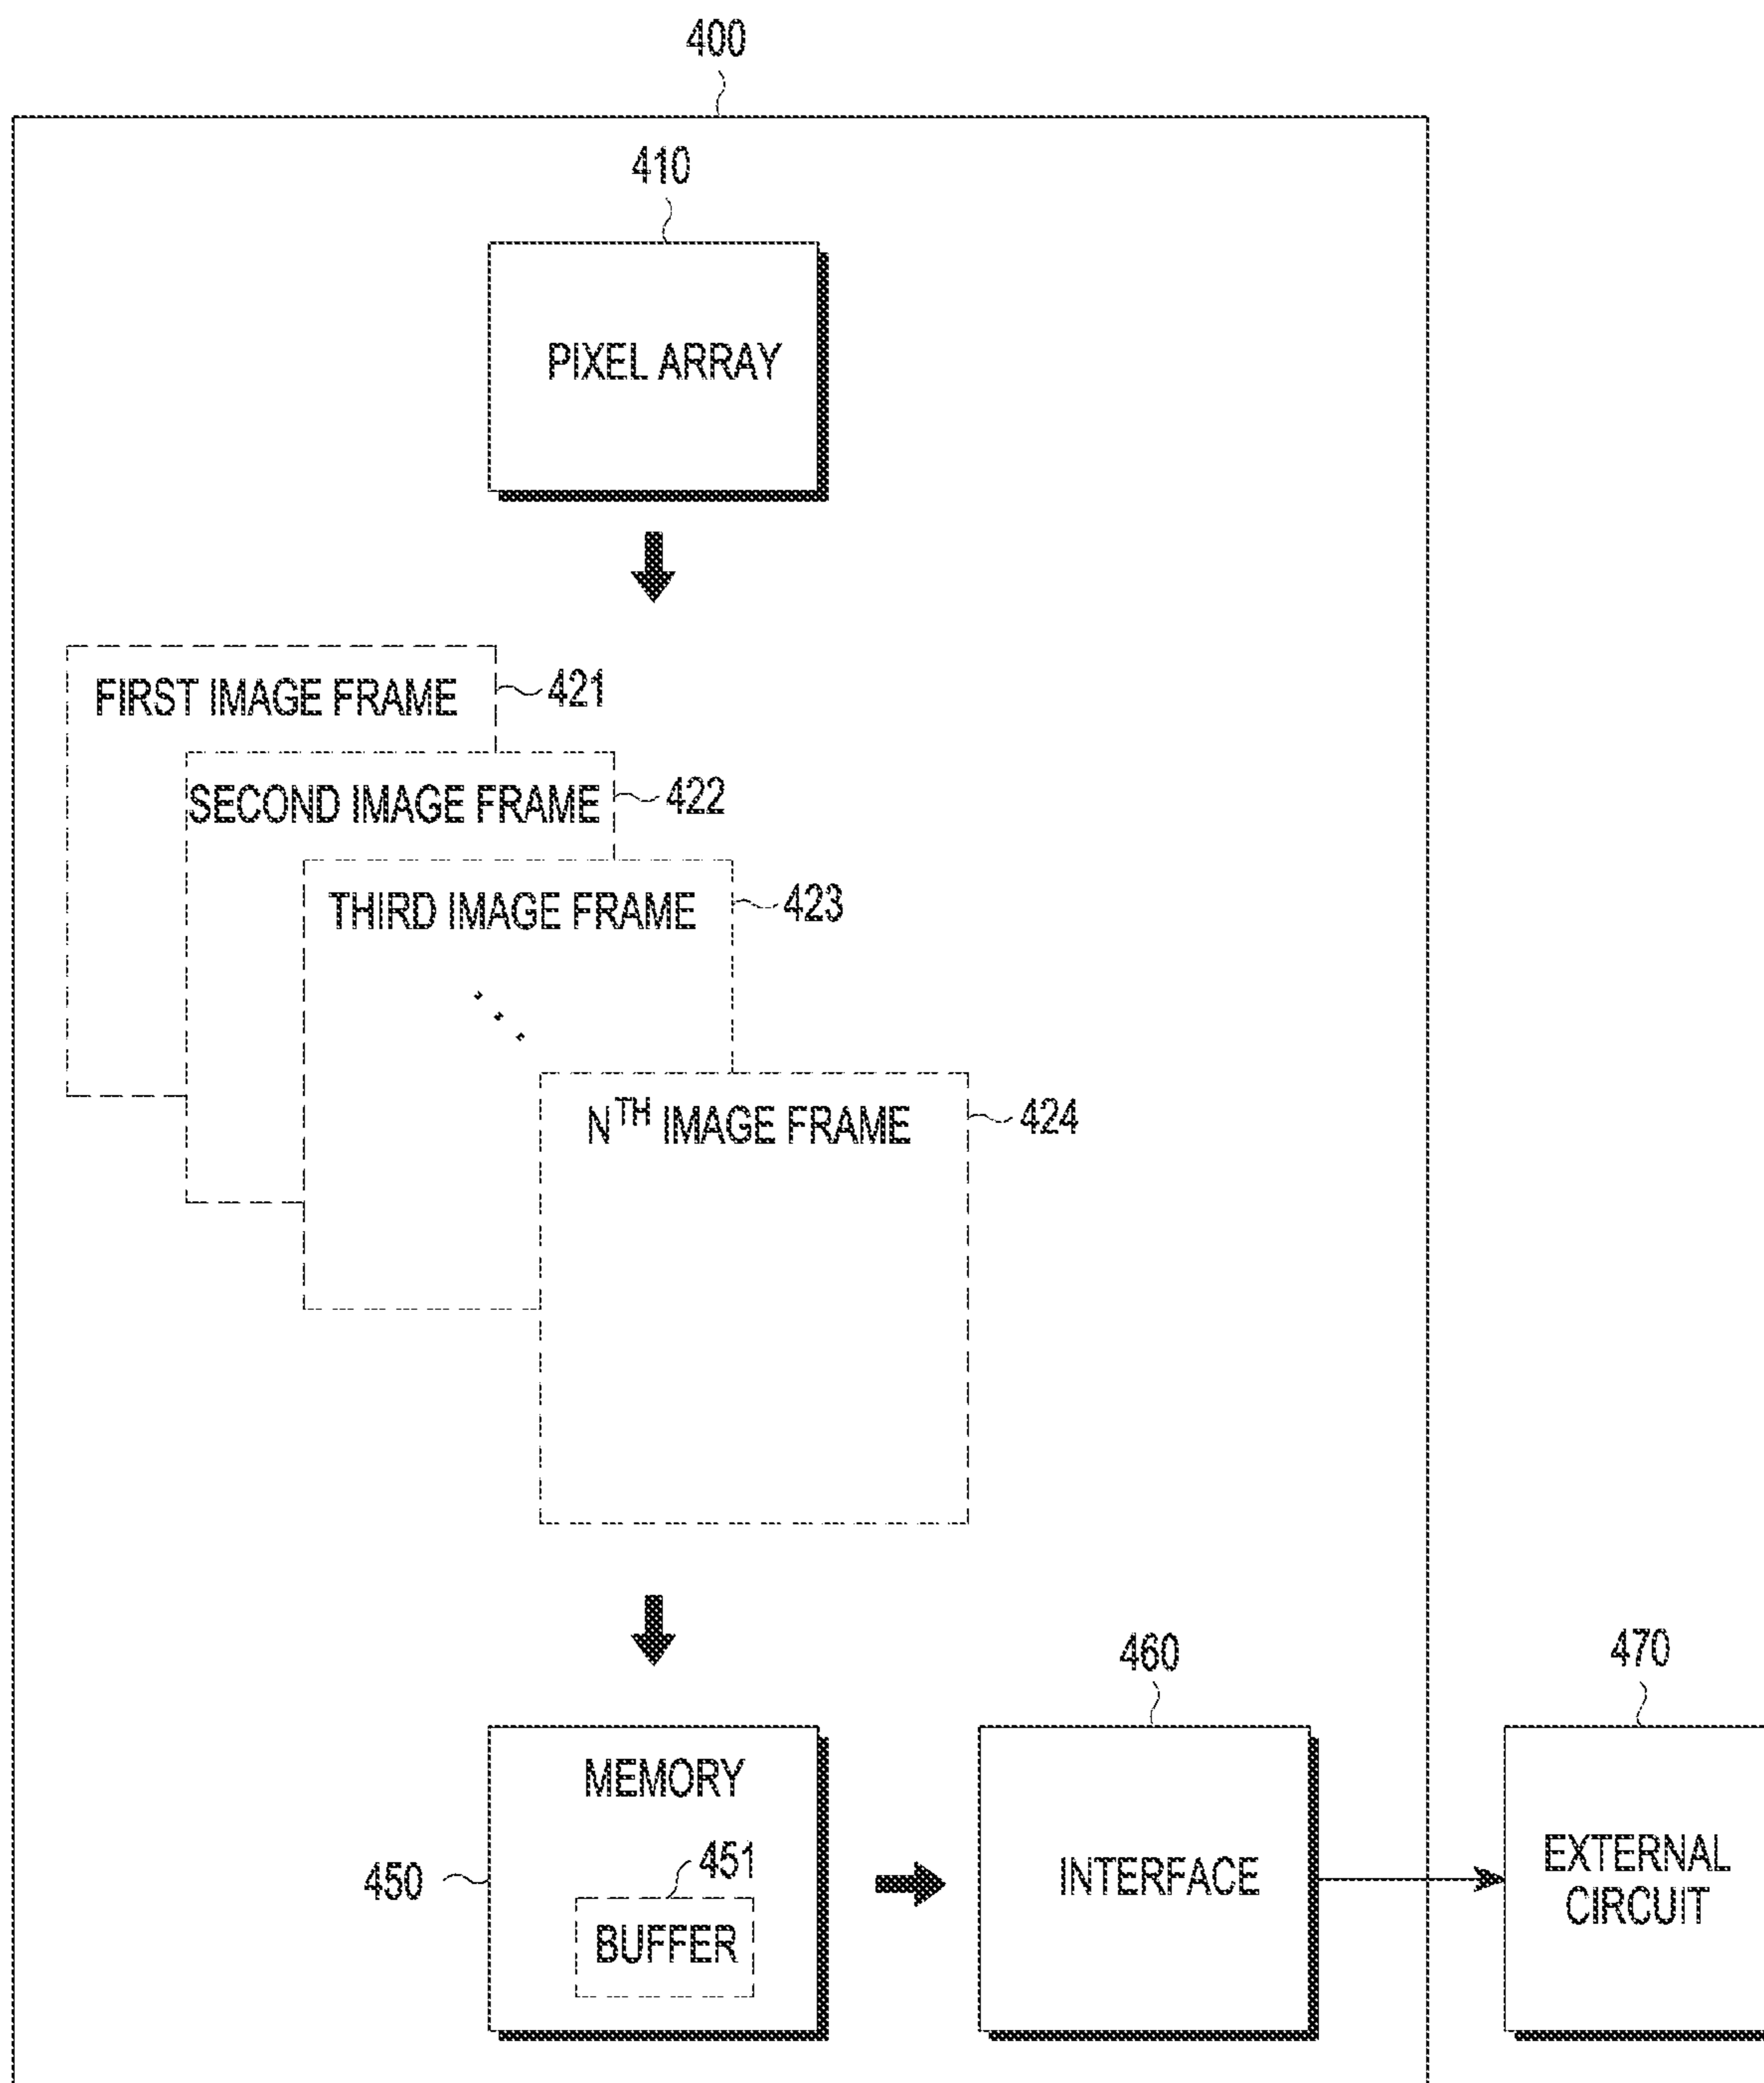 400
410
PIXEL ARRAY
FIRST IMAGE FRAME
421
SECOND IMAGE FRAME
422
THIRD IMAGE FRAME
423
NTH IMAGE FRAME
424
460
470
MEMORY
450
451
BUFFER
INTERFACE
EXTERNAL
CIRCUIT